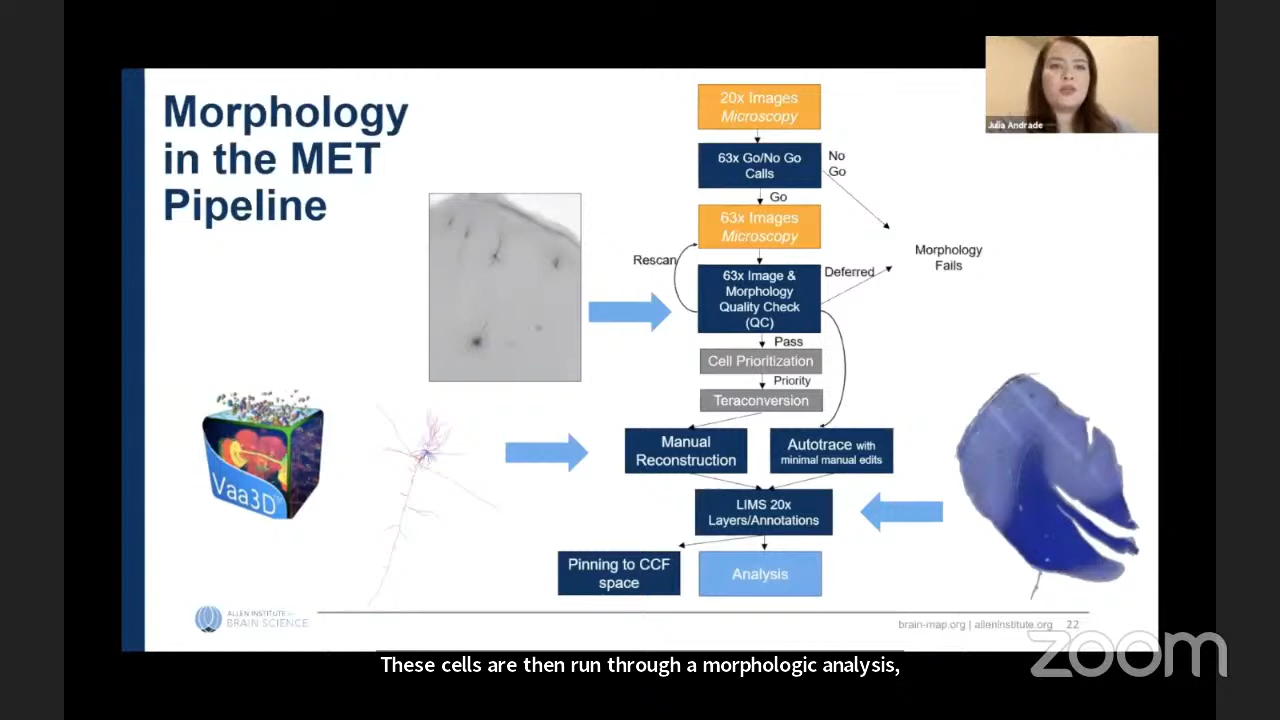 Morphology
in the MET
Pipeline
Julia Andrade
20x Images
Microscopy
63x Go/No Go
Calls
No
Go
Go
63x Images
Microscopy
Rescan
63x Image &
Morphology
Quality Check
(QC)
Deferred
Morphology
Fails
Pass
Cell Prioritization
Priority
Teraconversion
Manual
Reconstruction
Autotrace with
minimal manual edits
Vaa3D
LIMS 20x
Layers/Annotations
Pinning to CCF
space
Analysis
ALLEN INSTITUTE for
BRAIN SCIENCE
brain-map.org | alleninstitute.org 22
zoom
These cells are then run through a morphologic analysis,